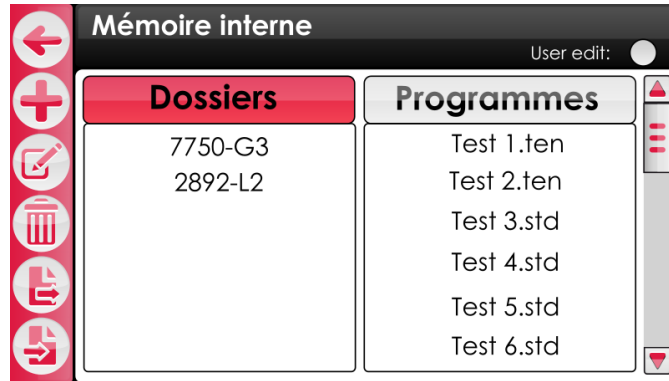 Mémoire interne
User edit:
Dossiers
7750-G3
2892-L2
Programmes
Test 1.ten
Test 2.ten
Test 3.std
Test 4.std
Test 5.std
Test 6.std